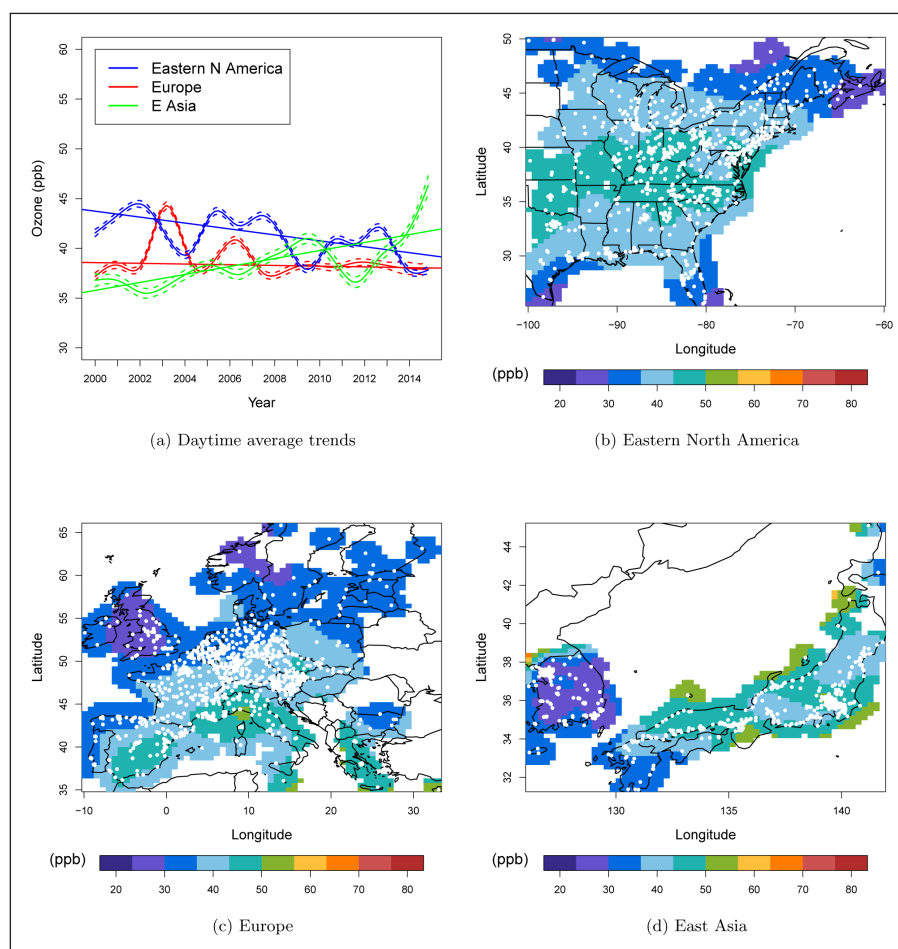 Eastern N America
Europe
E Asia
Ozone (ppb)
60
55
50
45
40
35
30
2000 2002 2004 2006 2008 2010 2012 2014
Year
(a) Daytime average trends
Latitude
50
45
40
35
30
−100 −90 −80 −70 −60
Longitude
(ppb)
20 30 40 50 60 70 80
(b) Eastern North America
Latitude
65
60
55
50
45
40
35
−10 0 10 20 30
Longitude
(ppb)
20 30 40 50 60 70 80
(c) Europe
Latitude
44
42
40
38
36
34
32
130 135 140
Longitude
(ppb)
20 30 40 50 60 70 80
(d) East Asia